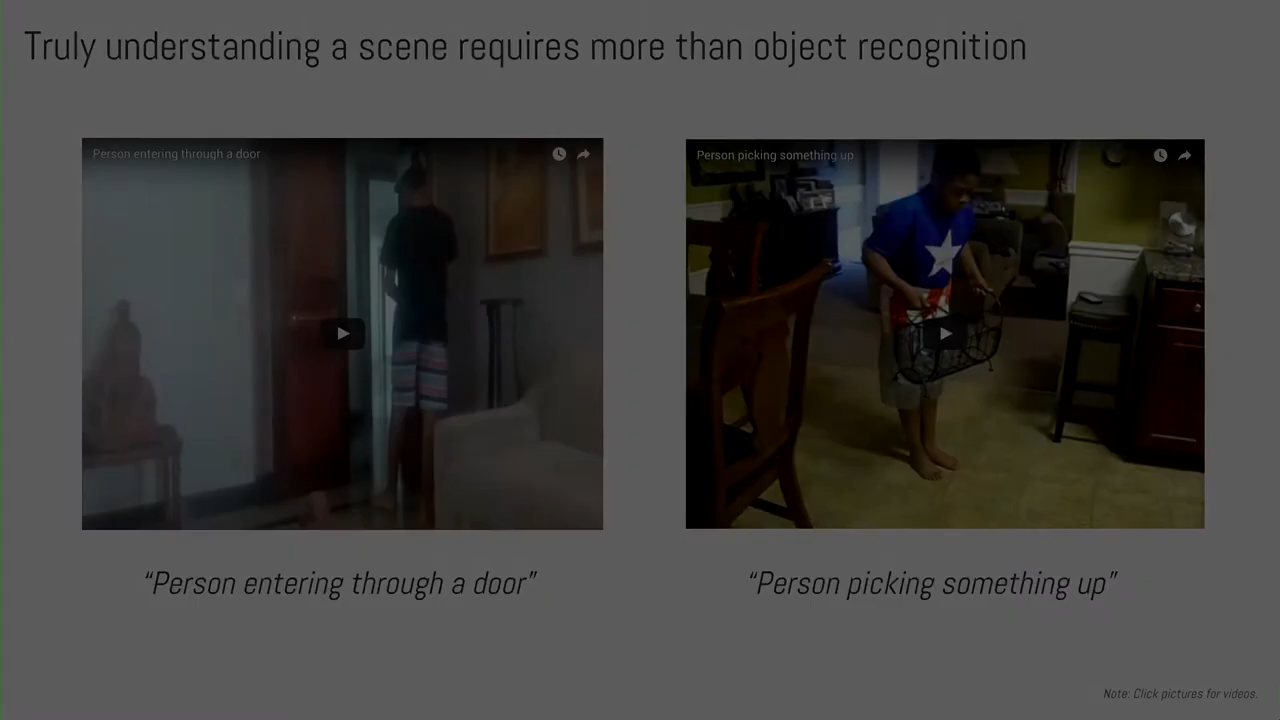 Truly understanding a scene requires more than object recognition
Person entering through a door
Person picking something up
“Person entering through a door”
“Person picking something up”
Note: Click pictures for videos.